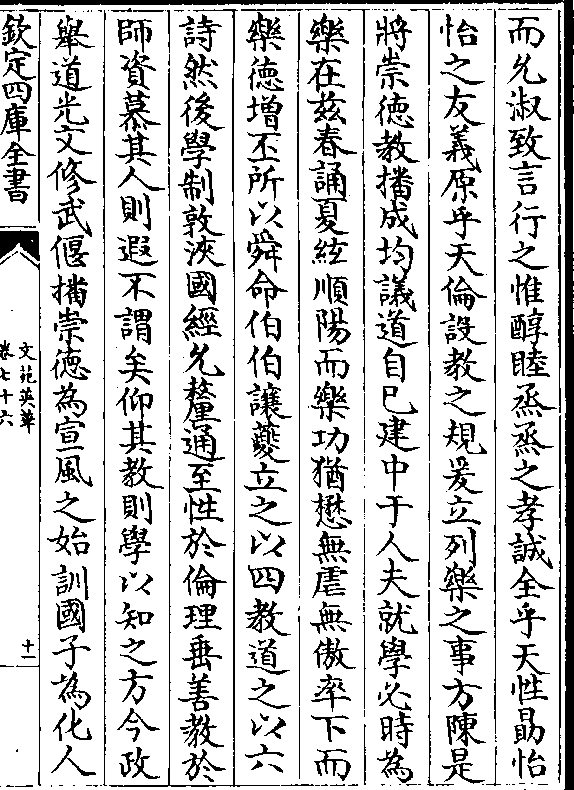 而允淑致言行之惟醇睦烝烝之孝誠全乎天性勗怡
怡之友義原乎天倫設教之規爰立列樂之事方陳是
將崇德教播成均議道自已建中于人夫就學必時為
樂在兹春誦夏絃順陽而樂功猶懋無虐無傲率下而
樂德增丕所以舜命伯伯讓夔立之以四教道之以六
詩然後學制敦浹國經允釐通至性於倫理垂善教於
師資慕其人則遐不謂矣仰其教則學以知之方今政
舉道光文修武偃播崇德為宣風之始訓國子為化人
欽定四庫全書
文苑英華
卷七十六
十一